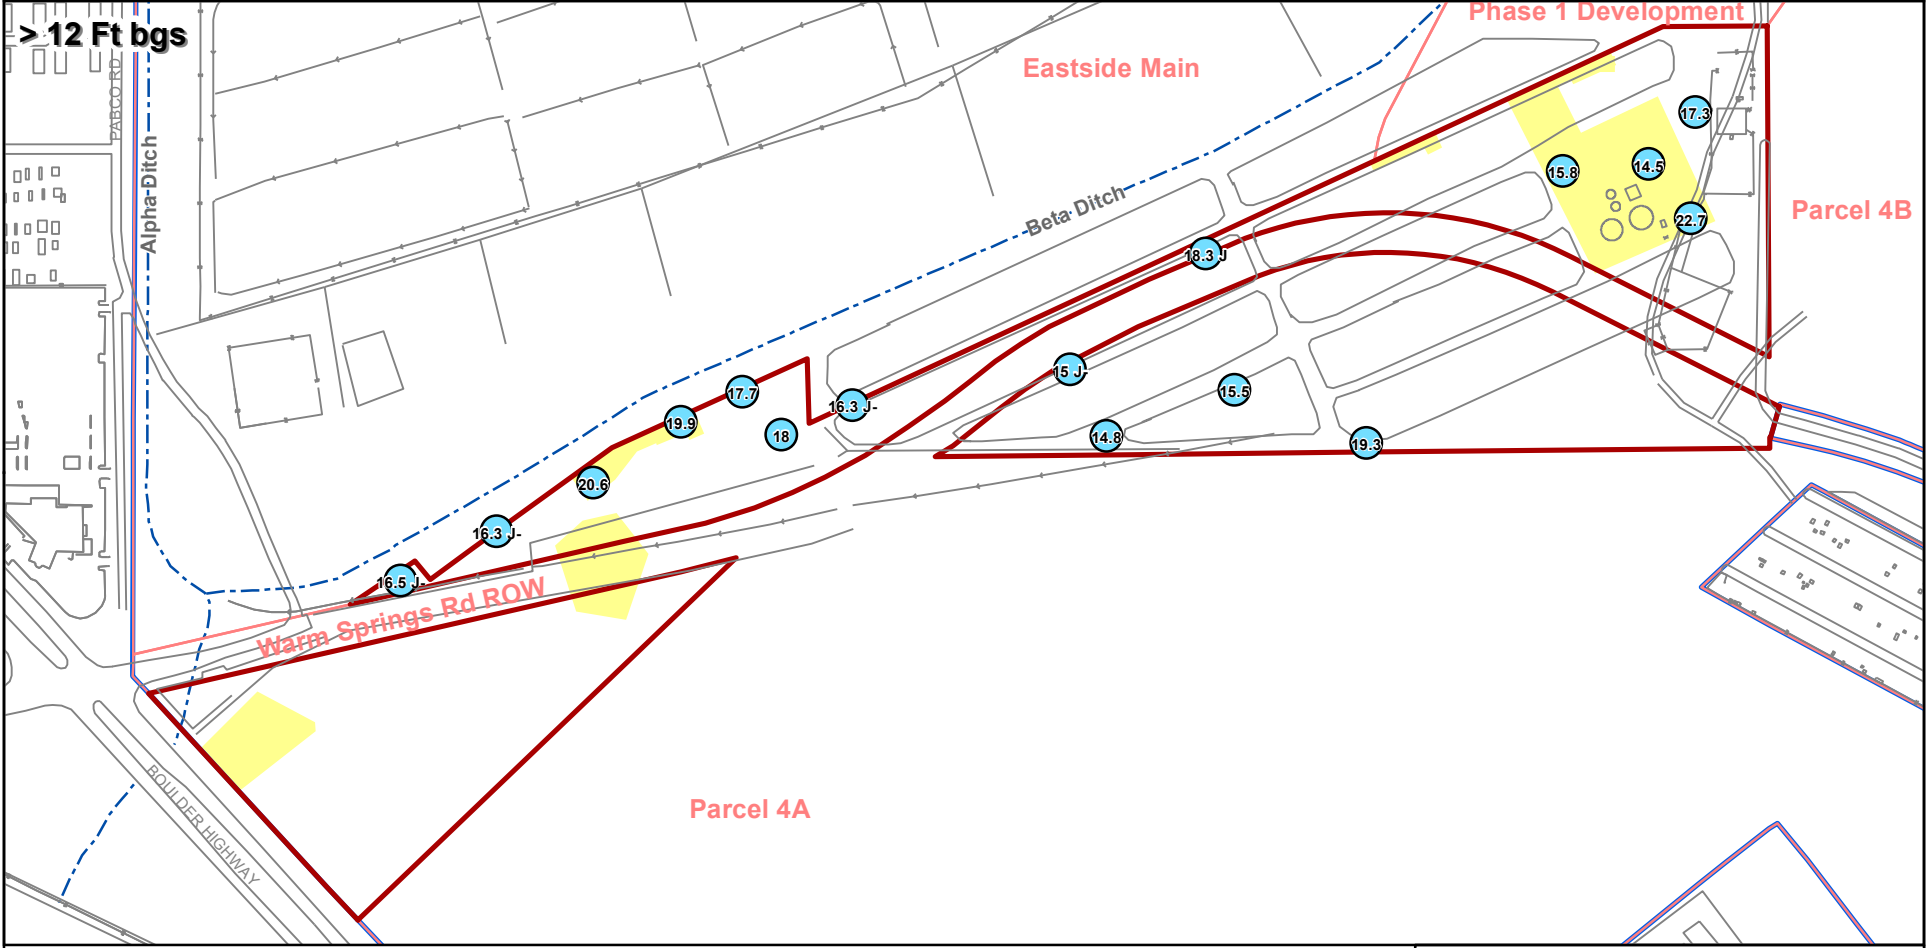 Phase 1 Development
> 12 Ft bgs
Eastside Main
PABCO RD
17.3
Alpha Ditch
15.8
14.5
Beta Ditch
Parcel 4B
22.7
18.3 J
15 J-
17.7
15.5
16.3 J-
19.9
18
14.8
19.3
20.6
16.3 J-
16.5 J-
Warm Springs Rd ROW
Parcel 4A
BOULDER HIGHWAY